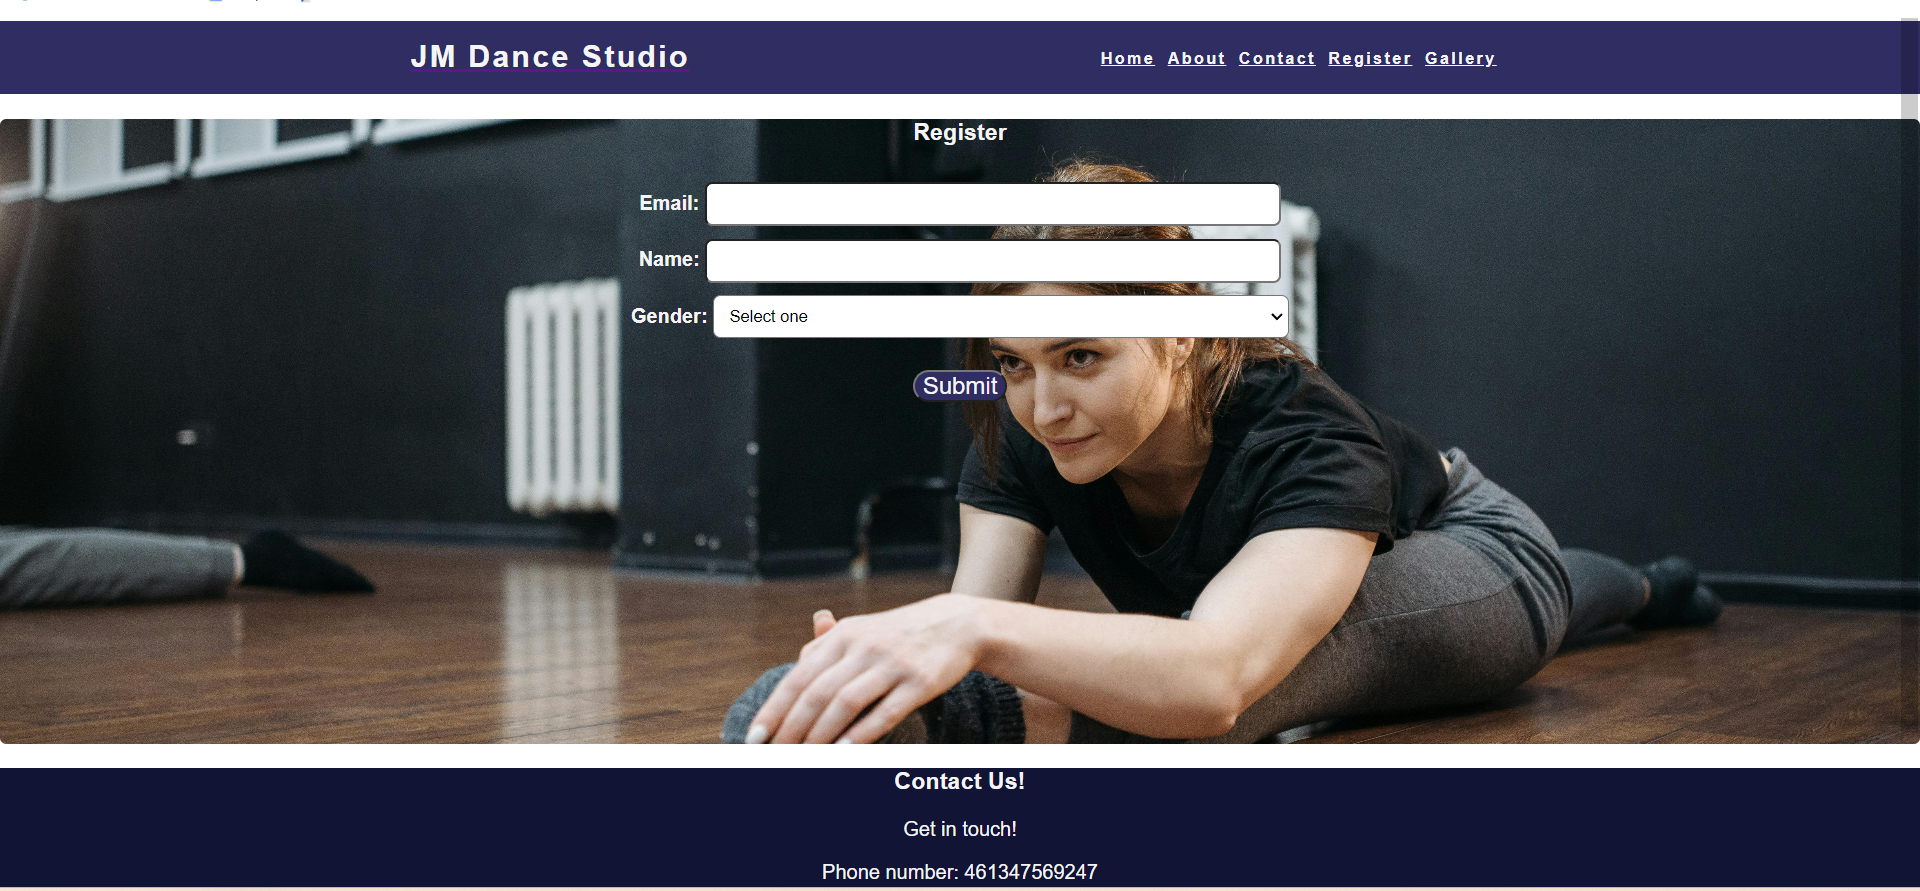 JM Dance Studio
Home About Contact Register Gallery
Register
Email:
Name:
Gender: Select one
Submit
Contact Us!
Get in touch!
Phone number: 461347569247